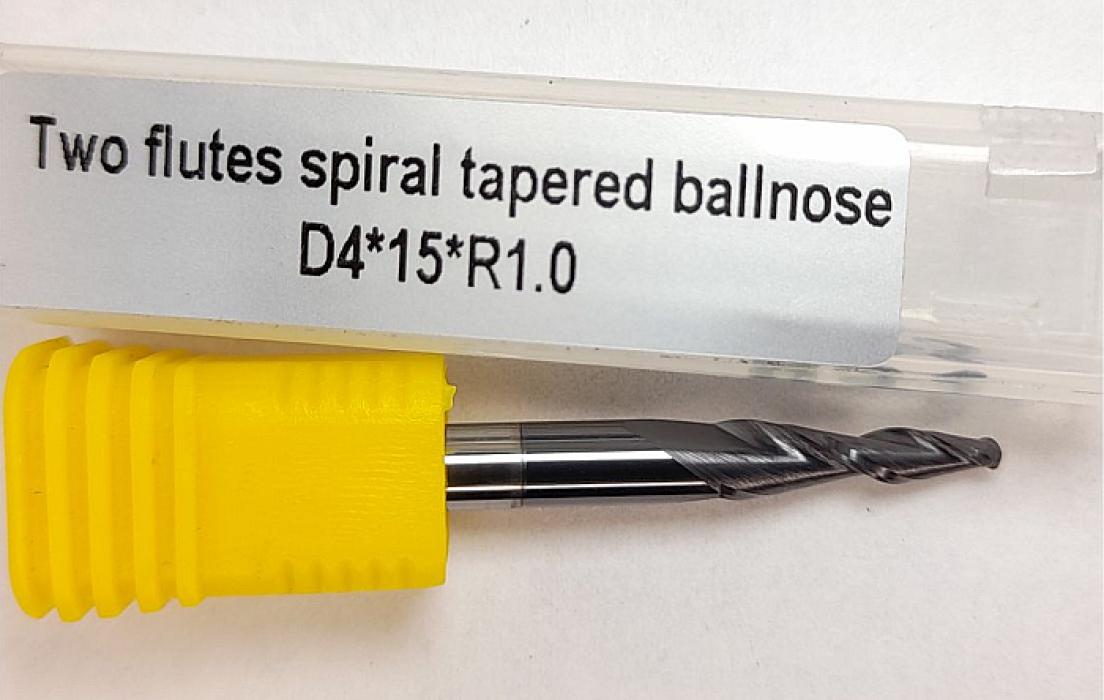 Two flutes spiral tapered ballnose
D4*15*R1.0